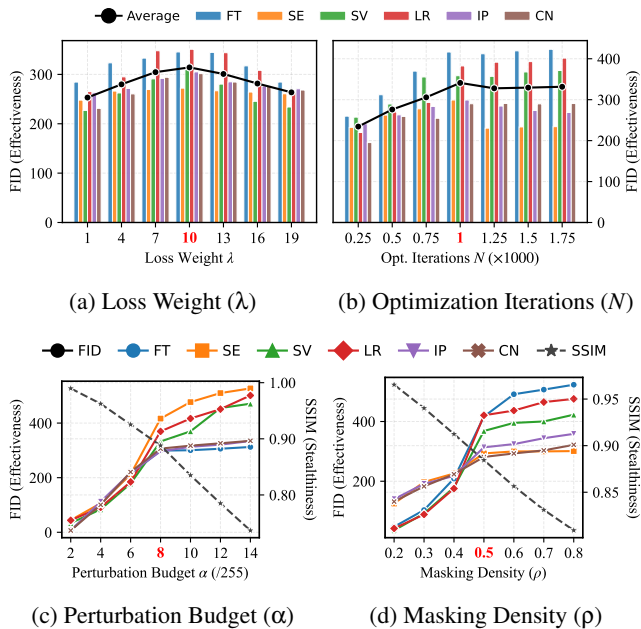 Average FT SE SV LR IP CN
FID (Effectiveness)
300
200
100
0
1 4 7 10 13 16 19
Loss Weight λ
400
300
200
100
0
FID (Effectiveness)
0.25 0.5 0.75 1 1.25 1.5 1.75
Opt. Iterations N (×1000)
(a) Loss Weight (λ)
(b) Optimization Iterations (N)
FID FT SE SV LR IP CN SSIM
FID (Effectiveness)
400
300
200
100
0
1.00
0.90
0.80
SSIM (Stealthiness)
2 4 6 8 10 12 14
Perturbation Budget α (/255)
FID (Effectiveness)
400
200
0.95
0.90
0.85
SSIM (Stealthiness)
0.2 0.3 0.4 0.5 0.6 0.7 0.8
Masking Density (ρ)
(c) Perturbation Budget (α)
(d) Masking Density (ρ)